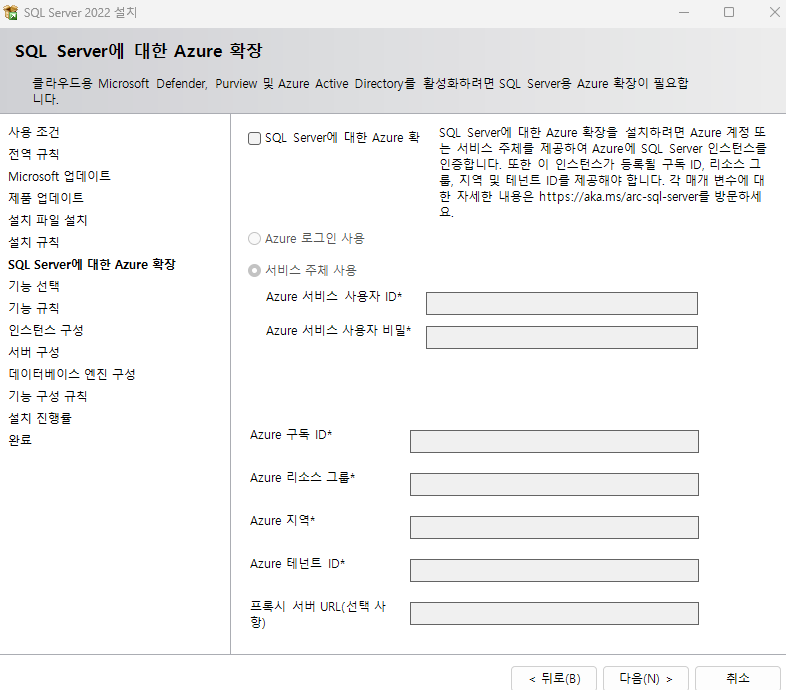 SQL Server 2022 설치
SQL Server에 대한 Azure 확장
클라우드용 Microsoft Defender, Purview 및 Azure Active Directory를 활성화하려면 SQL Server용 Azure 확장이 필요합
니다.
사용 조건
전역 규칙
Microsoft 업데이트
제품 업데이트
설치 파일 설치
설치 규칙
SQL Server에 대한 Azure 확장
기능 선택
기능 규칙
인스턴스 구성
서버 구성
데이터베이스 엔진 구성
기능 구성 규칙
설치 진행률
완료
SQL Server에 대한 Azure 확
SQL Server에 대한 Azure 확장을 설치하려면 Azure 계정 또
는 서비스 주체를 제공하여 Azure에 SQL Server 인스턴스를
인증합니다. 또한 이 인스턴스가 등록될 구독 ID, 리소스 그
룹, 지역 및 테넌트 ID를 제공해야 합니다. 각 매개 변수에 대
한 자세한 내용은 https://aka.ms/arc-sql-server를 방문하세
요.
Azure 로그인 사용
서비스 주체 사용
Azure 서비스 사용자 ID*
Azure 서비스 사용자 비밀*
Azure 구독 ID*
Azure 리소스 그룹*
Azure 지역*
Azure 테넌트 ID*
프록시 서버 URL(선택 사
항)
< 뒤로(B)
다음(N) >
취소